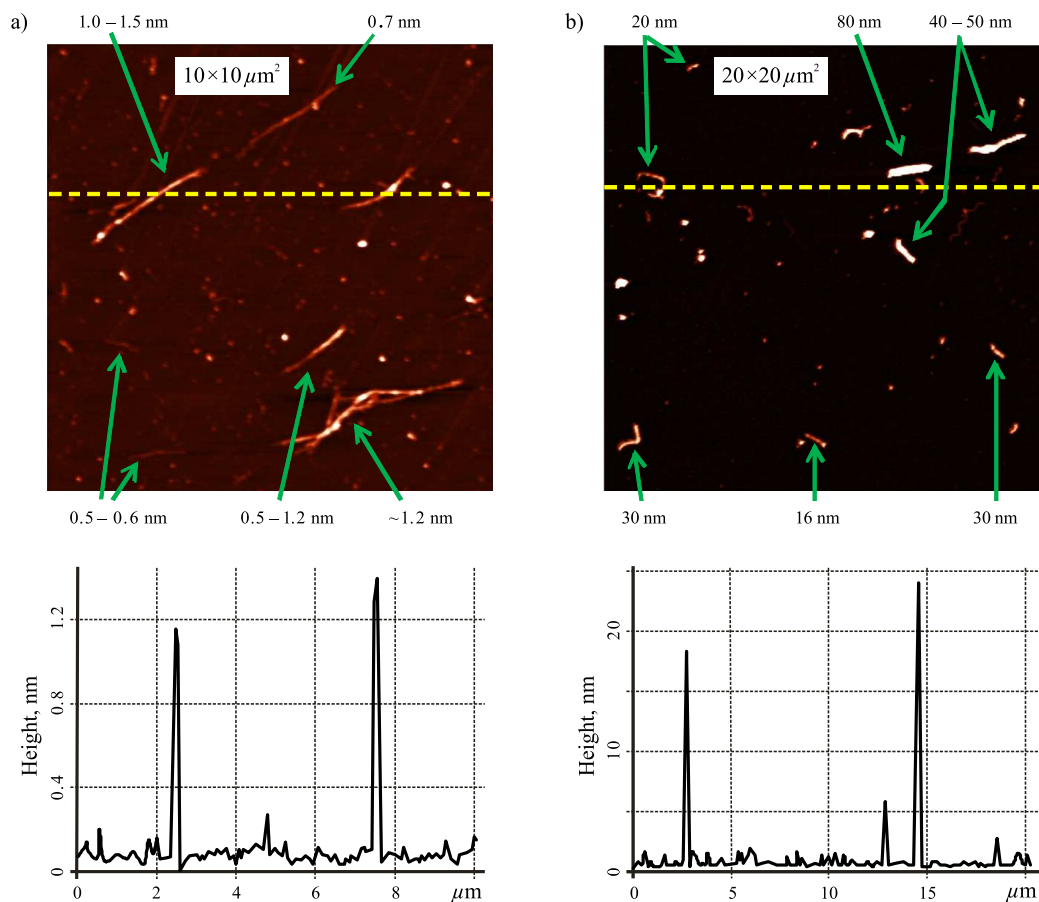 a)
1.0 – 1.5 nm
0.7 nm
10×10 μm²
0.5 – 0.6 nm
0.5 – 1.2 nm
~1.2 nm
Height, nm
1.2
0.8
0.4
0
0
2
4
6
8
μm
b)
20 nm
80 nm
40 – 50 nm
20×20 μm²
30 nm
16 nm
30 nm
Height, nm
20
10
0
0
5
10
15
μm